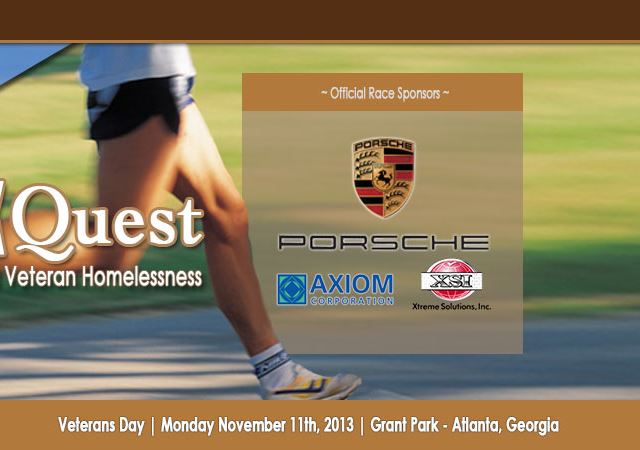 Quest
Veteran Homelessness
~ Official Race Sponsors ~
PORSCHE
PORSCHE
AXIOM
CORPORATION
XSI
Xtreme Solutions, Inc.
Veterans Day | Monday November 11th, 2013 | Grant Park - Atlanta, Georgia